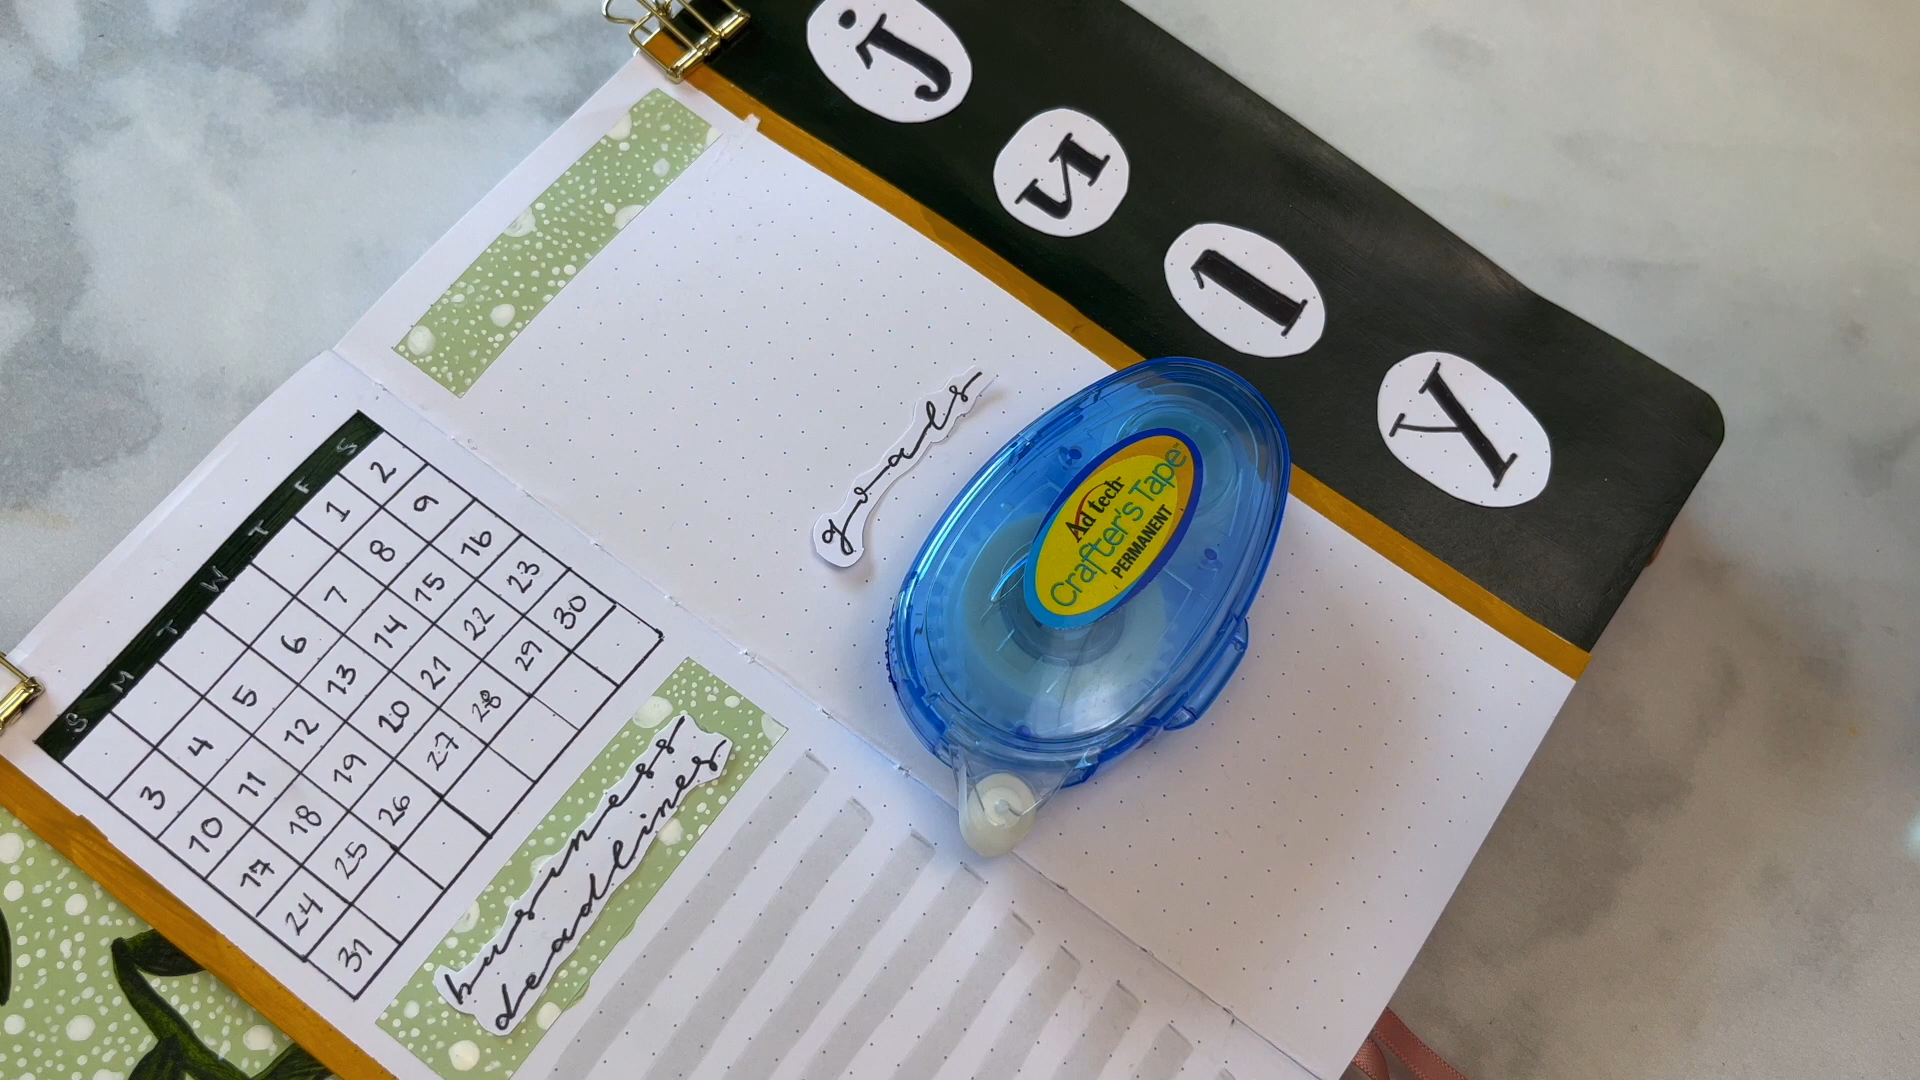 july
S M T W T F S
1 2
3 4 5 6 7 8 9
10 11 12 13 14 15 16
17 18 19 20 21 22 23
24 25 26 27 28 29 30
31
business
deadlines
goals
Ad tech
Crafter's Tape™
PERMANENT